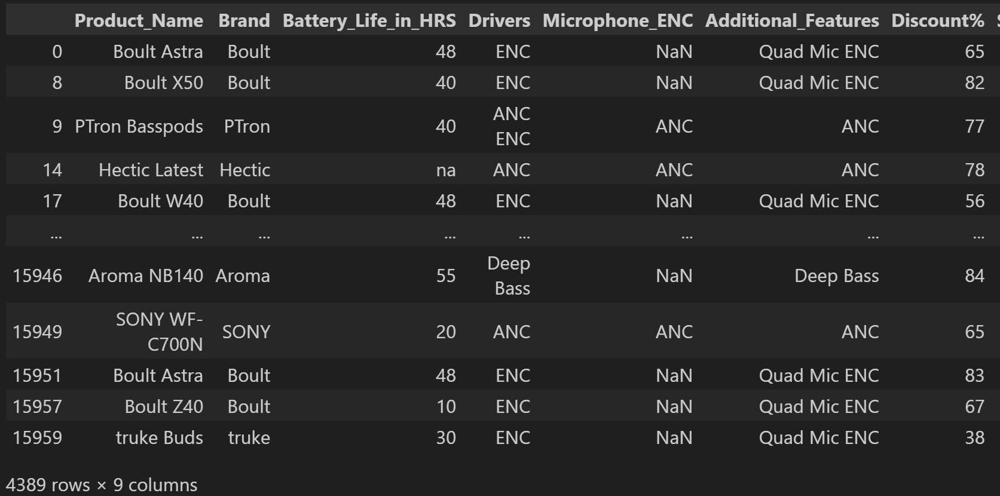 Product_Name Brand Battery_Life_in_HRS Drivers Microphone_ENC Additional_Features Discount%
0 Boult Astra Boult 48 ENC NaN Quad Mic ENC 65
8 Boult X50 Boult 40 ENC NaN Quad Mic ENC 82
9 PTron Basspods PTron 40 ANC ENC ANC ANC 77
14 Hectic Latest Hectic na ANC ANC ANC 78
17 Boult W40 Boult 48 ENC NaN Quad Mic ENC 56
... ... ... ... ... ... ... ...
15946 Aroma NB140 Aroma 55 Deep Bass NaN Deep Bass 84
15949 SONY WF-C700N SONY 20 ANC ANC ANC 65
15951 Boult Astra Boult 48 ENC NaN Quad Mic ENC 83
15957 Boult Z40 Boult 10 ENC NaN Quad Mic ENC 67
15959 truke Buds truke 30 ENC NaN Quad Mic ENC 38
4389 rows × 9 columns